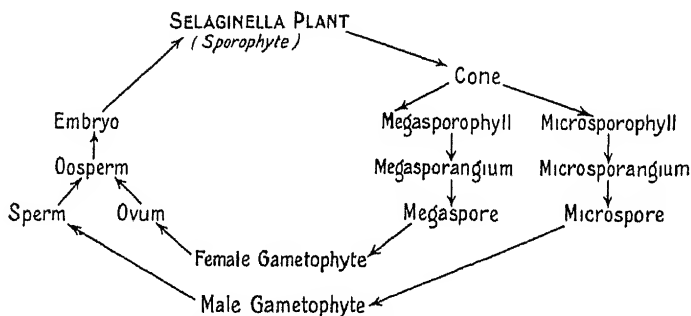 SELAGINELLA PLANT
(Sporophyte)
Cone
Embryo
Megasporophyll
Microsporophyll
Oosperm
Megasporangium
Microsporangium
Sperm
Ovum
Megaspore
Microspore
Female Gametophyte
Male Gametophyte